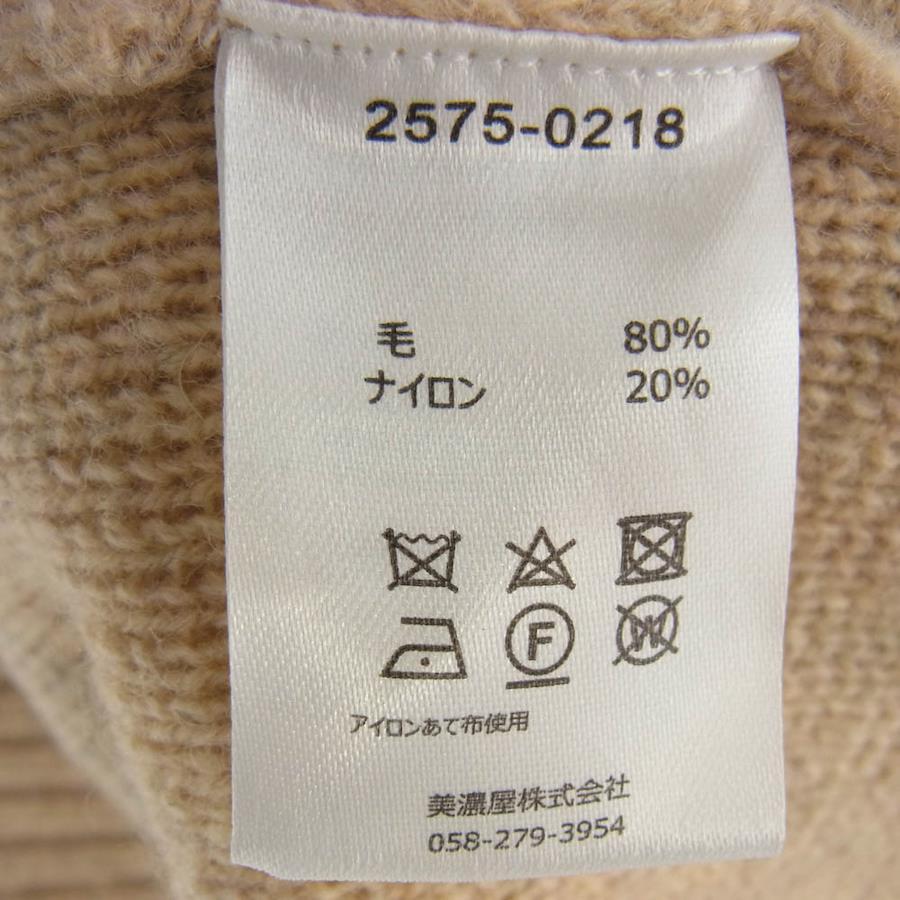 2575-0218
毛 80%
ナイロン 20%
F W
アイロンあて布使用
美濃屋株式会社
058-279-3954